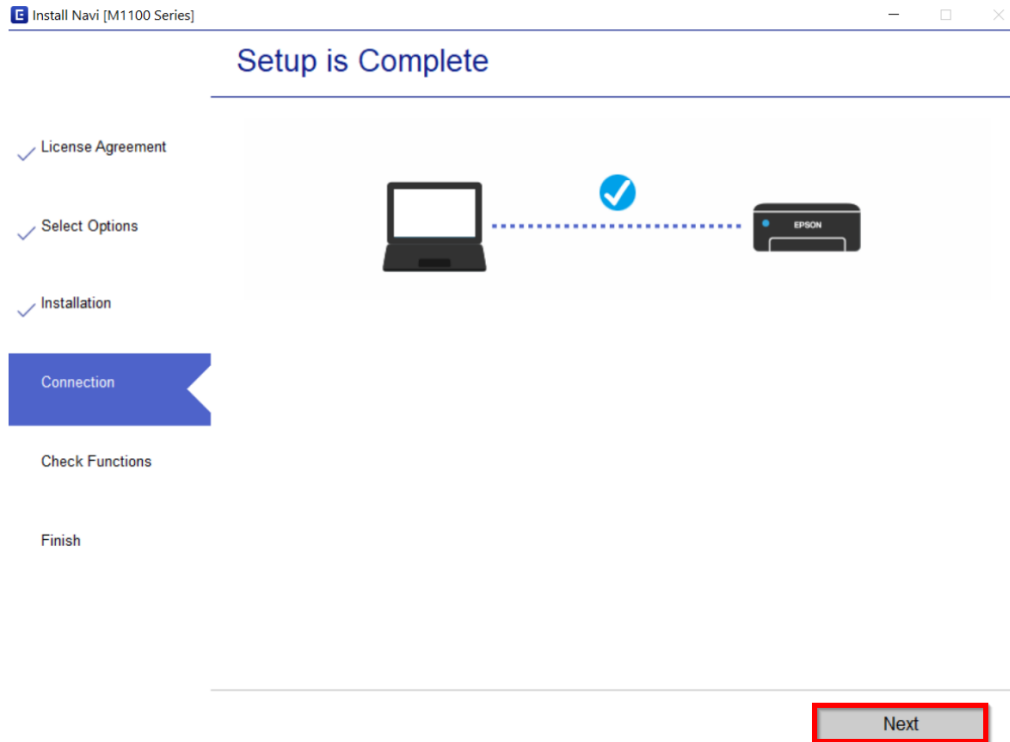 Install Navi [M1100 Series]
Setup is Complete
License Agreement
Select Options
Installation
Connection
Check Functions
Finish
EPSON
Next